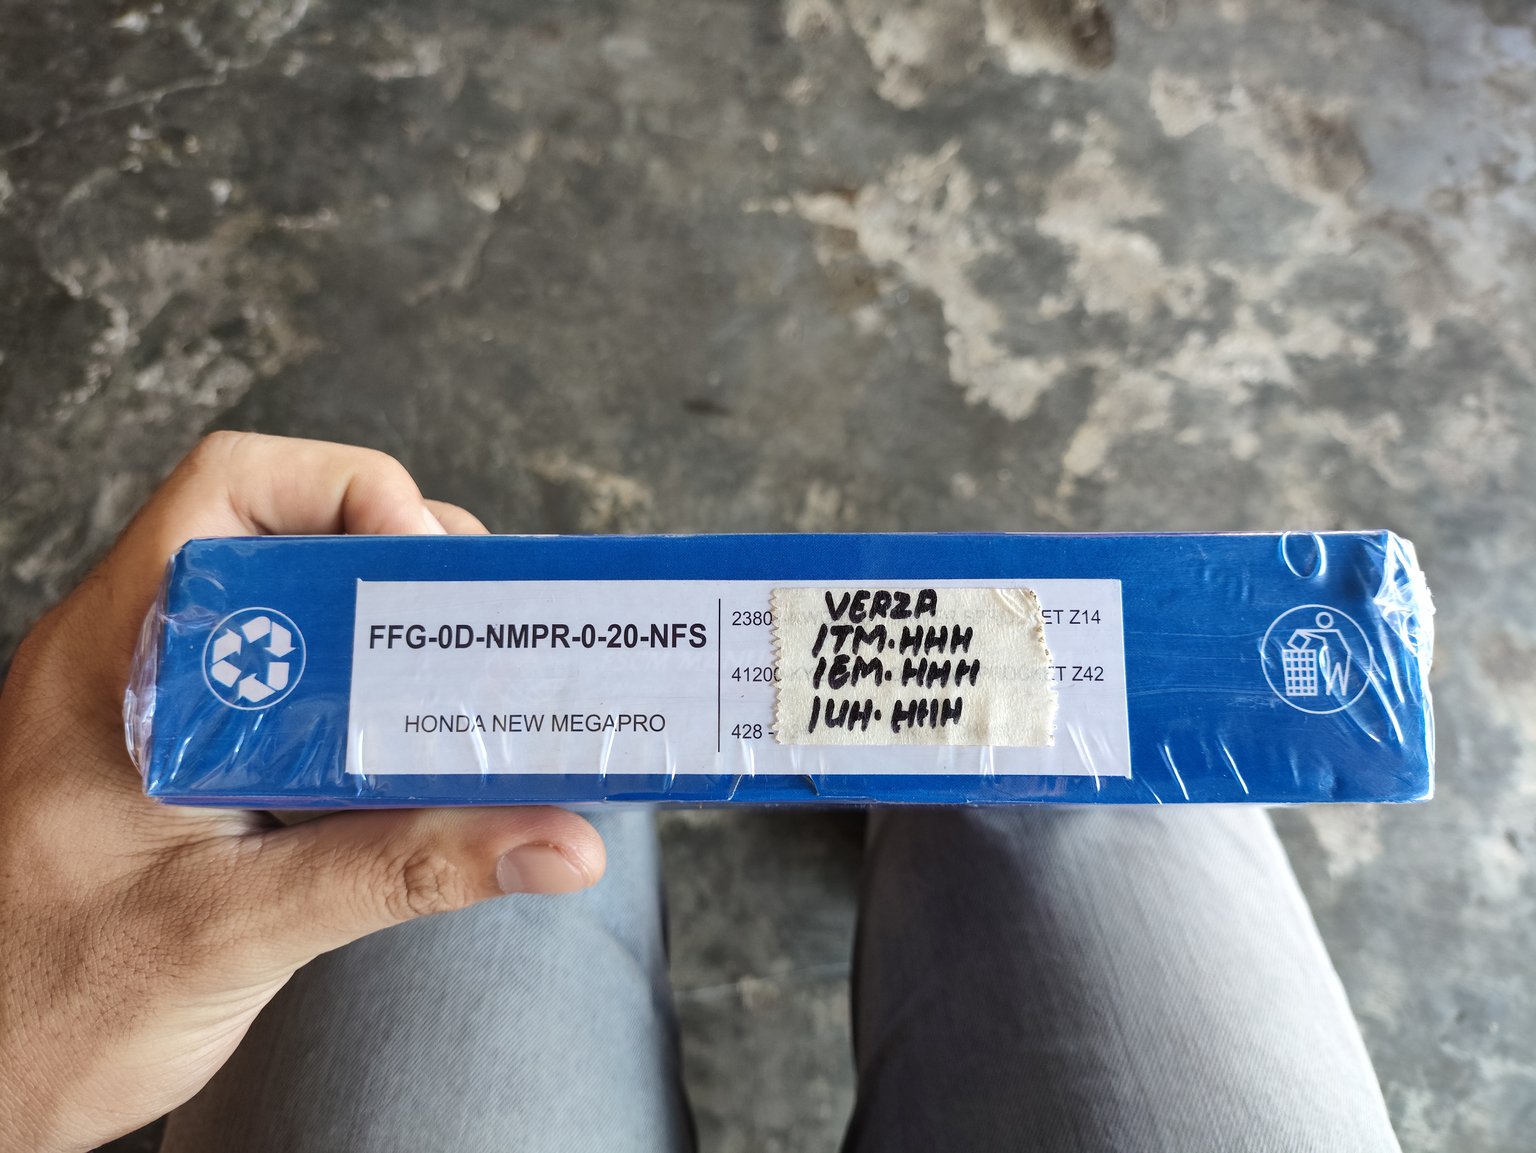 FFG-0D-NMPR-0-20-NFS
HONDA NEW MEGAPRO
2380 ET Z14
41200 ET Z42
428 -
VERZA
1TM.HHH
1EM.HHH
1UH.HHH